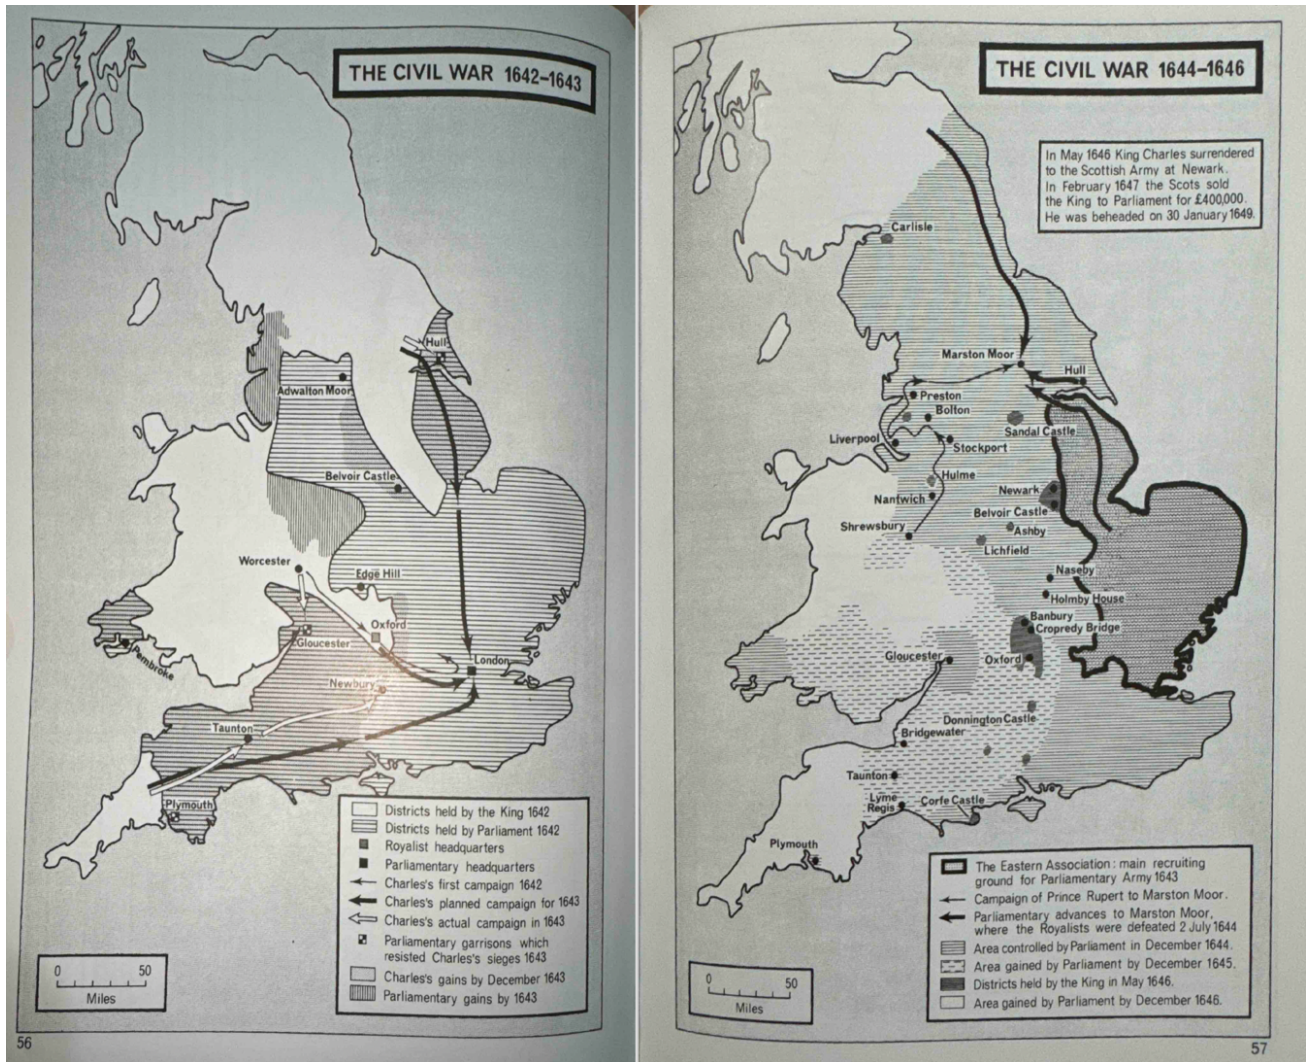 THE CIVIL WAR 1642–1643
Hull
Adwalton Moor
Belvoir Castle
Worcester
Edge Hill
Oxford
Gloucester
Pembroke
London
Newbury
Taunton
Plymouth
Districts held by the King 1642
Districts held by Parliament 1642
Royalist headquarters
Parliamentary headquarters
Charles's first campaign 1642
Charles's planned campaign for 1643
Charles's actual campaign in 1643
Parliamentary garrisons which
resisted Charles's sieges 1643
Charles's gains by December 1643
Parliamentary gains by 1643
0 50
Miles
56
THE CIVIL WAR 1644–1646
In May 1646 King Charles surrendered
to the Scottish Army at Newark.
In February 1647 the Scots sold
the King to Parliament for £400,000.
He was beheaded on 30 January 1649.
Carlisle
Marston Moor
Hull
Preston
Bolton
Sandal Castle
Liverpool
Stockport
Hulme
Nantwich
Newark
Belvoir Castle
Shrewsbury
Ashby
Lichfield
Naseby
Holmby House
Banbury
Cropredy Bridge
Gloucester
Oxford
Donnington Castle
Bridgewater
Taunton
Lyme
Regis
Corfe Castle
Plymouth
The Eastern Association: main recruiting
ground for Parliamentary Army 1643
Campaign of Prince Rupert to Marston Moor.
Parliamentary advances to Marston Moor,
where the Royalists were defeated 2 July 1644
Area controlled by Parliament in December 1644.
Area gained by Parliament by December 1645.
Districts held by the King in May 1646.
Area gained by Parliament by December 1646.
0 50
Miles
57